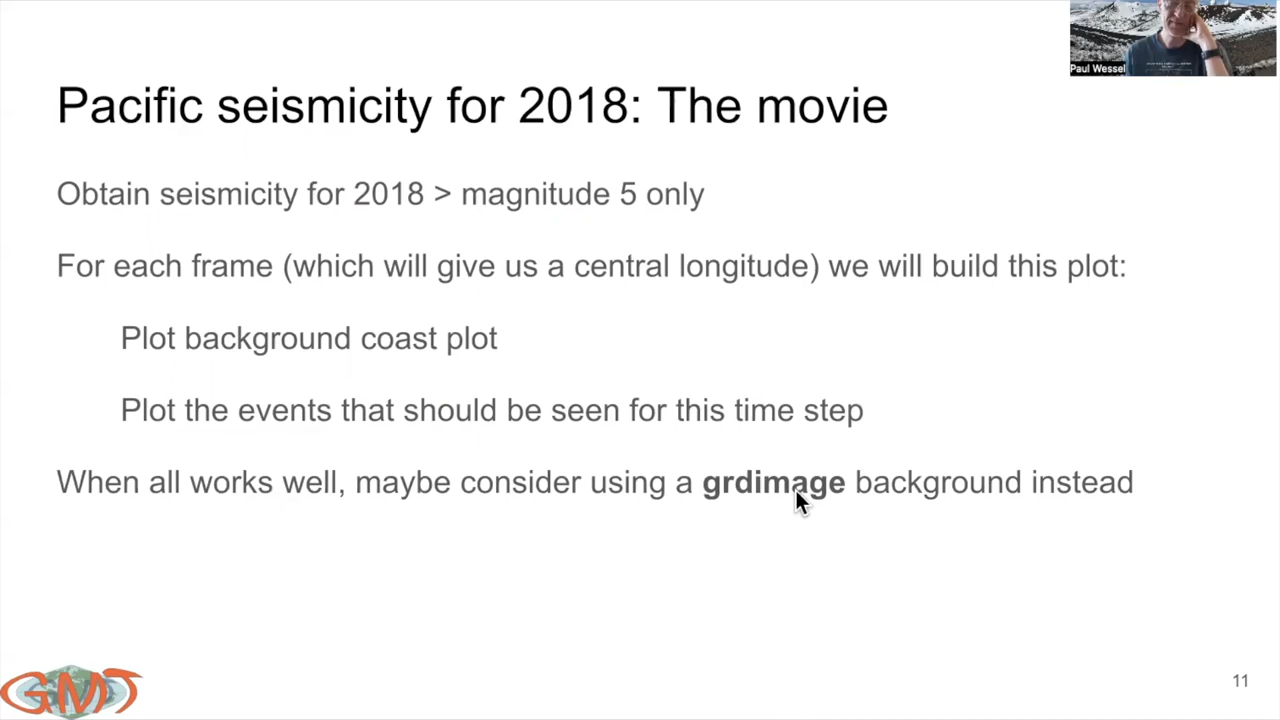 Paul Wessel
Pacific seismicity for 2018: The movie
Obtain seismicity for 2018 > magnitude 5 only
For each frame (which will give us a central longitude) we will build this plot:
Plot background coast plot
Plot the events that should be seen for this time step
When all works well, maybe consider using a grdimage background instead
GMT
11